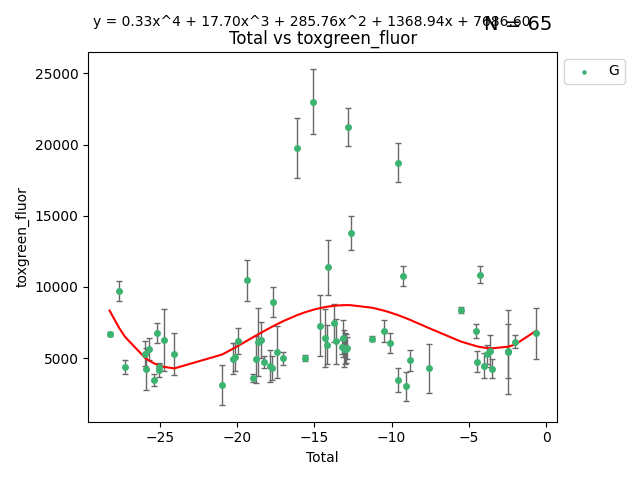 y = 0.33x^4 + 17.70x^3 + 285.76x^2 + 1368.94x + 7686.60
N = 65
Total vs toxgreen_fluor
G
25000
20000
15000
10000
5000
toxgreen_fluor
−25
−20
−15
−10
−5
0
Total